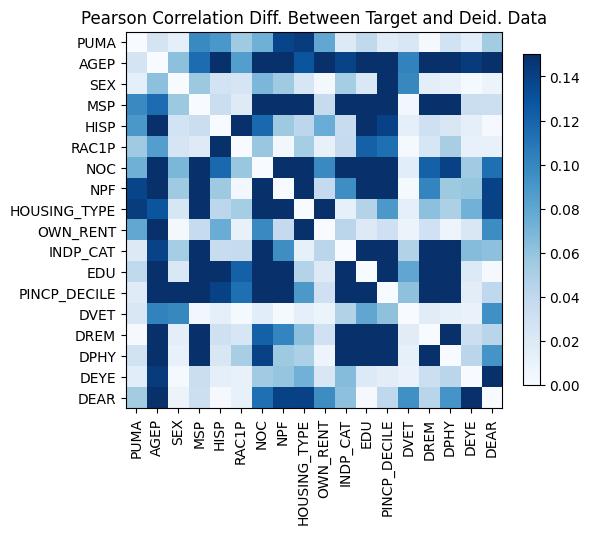 Pearson Correlation Diff. Between Target and Deid. Data
PUMA
AGEP
SEX
MSP
HISP
RAC1P
NOC
NPF
HOUSING_TYPE
OWN_RENT
INDP_CAT
EDU
PINCP_DECILE
DVET
DREM
DPHY
DEYE
DEAR
0.14
0.12
0.10
0.08
0.06
0.04
0.02
0.00
PUMA
AGEP
SEX
MSP
HISP
RAC1P
NOC
NPF
HOUSING_TYPE
OWN_RENT
INDP_CAT
EDU
PINCP_DECILE
DVET
DREM
DPHY
DEYE
DEAR